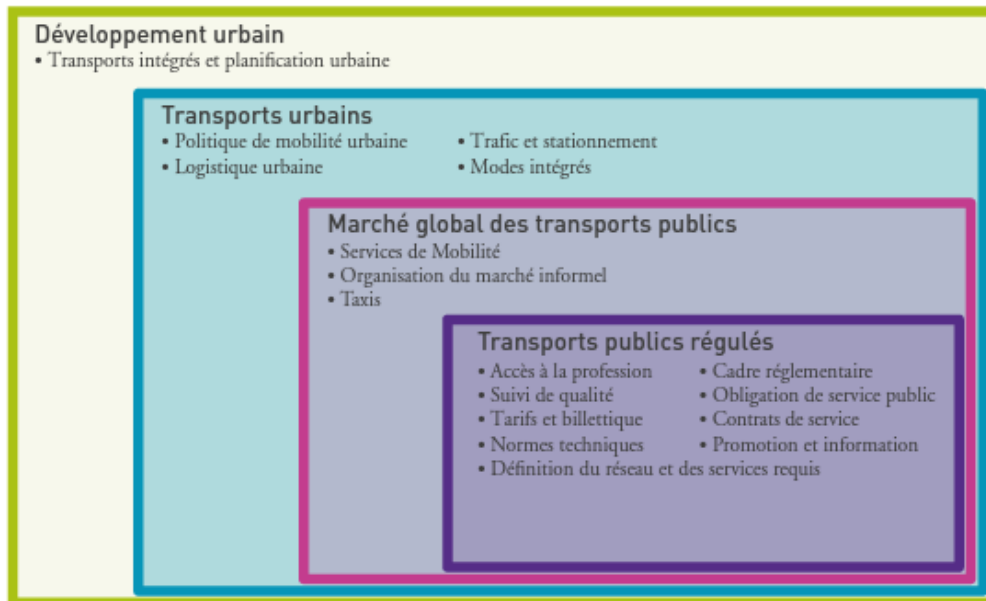 Développement urbain
• Transports intégrés et planification urbaine
Transports urbains
• Politique de mobilité urbaine
• Trafic et stationnement
• Logistique urbaine
• Modes intégrés
Marché global des transports publics
• Services de Mobilité
• Organisation du marché informel
• Taxis
Transports publics régulés
• Accès à la profession
• Cadre réglementaire
• Suivi de qualité
• Obligation de service public
• Tarifs et billettique
• Contrats de service
• Normes techniques
• Promotion et information
• Définition du réseau et des services requis